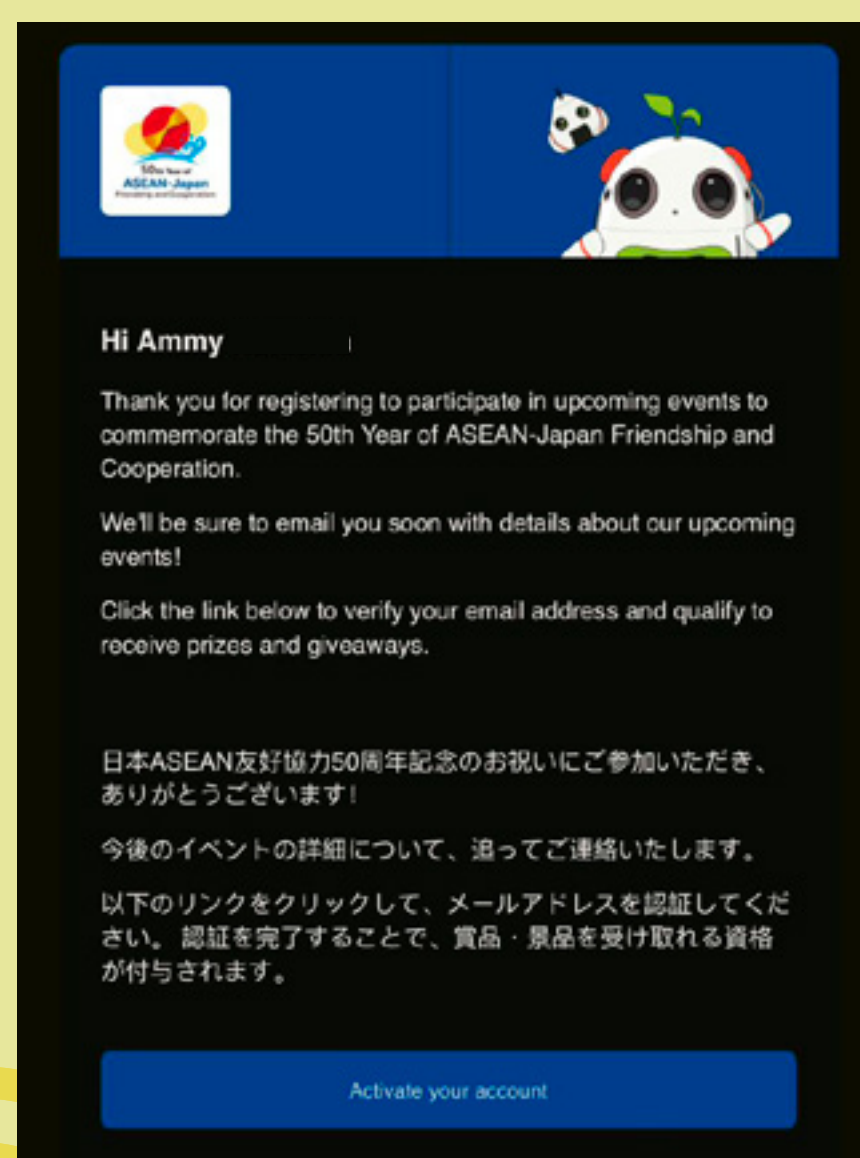 50th Year of
ASEAN-Japan
Friendship and Cooperation
Hi Ammy
Thank you for registering to participate in upcoming events to
commemorate the 50th Year of ASEAN-Japan Friendship and
Cooperation.
We'll be sure to email you soon with details about our upcoming
events!
Click the link below to verify your email address and qualify to
receive prizes and giveaways.
日本ASEAN友好協力50周年記念のお祝いにご参加いただき、
ありがとうございます!
今後のイベントの詳細について、追ってご連絡いたします。
以下のリンクをクリックして、メールアドレスを認証してくだ
さい。 認証を完了することで、賞品・景品を受け取れる資格
が付与されます。
Activate your account